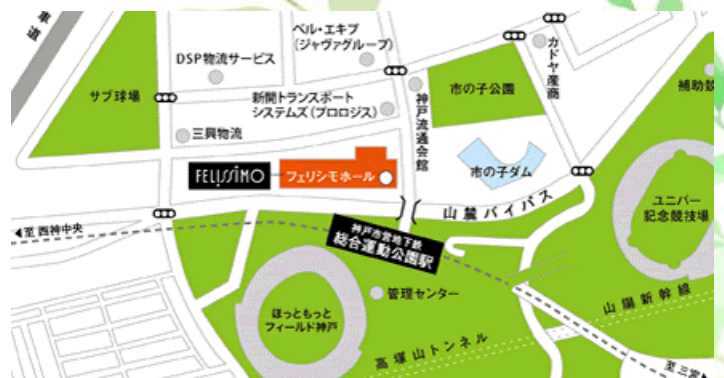 車道
ベル・エキプ
(ジャヴァグループ)
DSP物流サービス
カドヤ産商
サブ球場
新開トランスポート
システムズ(プロロジス)
神戸流通会館
市の子公園
補助競
三興物流
FELISSIMO
フェリシモホール
市の子ダム
ユニバー
記念競技場
山麓バイパス
◀至西神中央
神戸市営地下鉄
総合運動公園駅
管理センター
ほっともっと
フィールド神戸
山陽新幹線
高塚山トンネル
至三宮▶